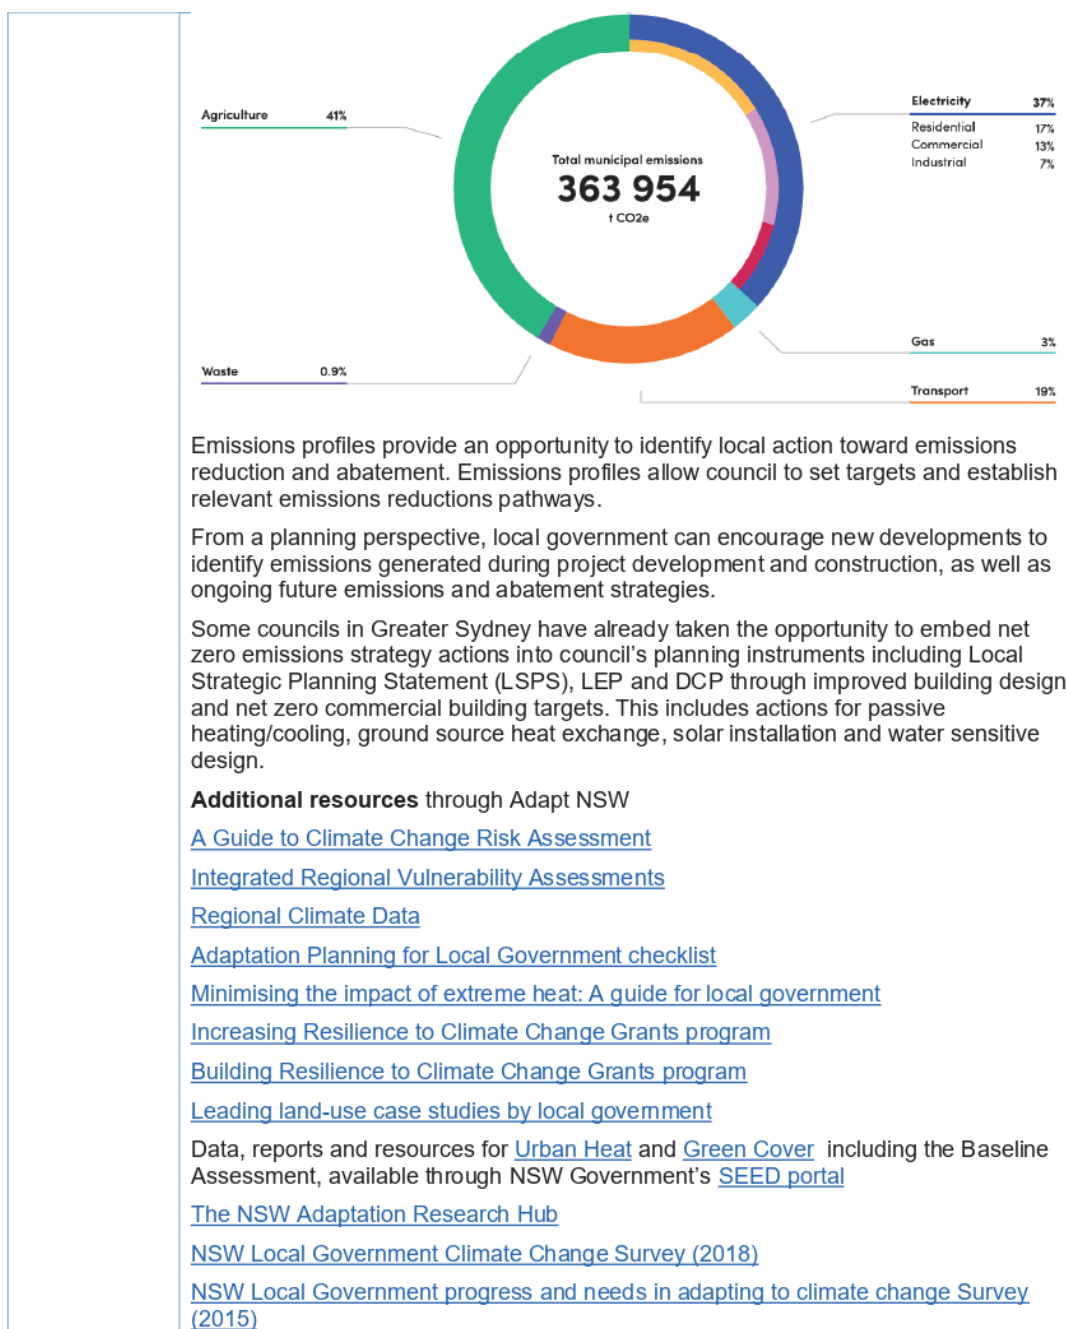 Agriculture 41%
Total municipal emissions
363 954
t CO2e
Electricity 37%
Residential 17%
Commercial 13%
Industrial 7%
Gas 3%
Waste 0.9%
Transport 19%
Emissions profiles provide an opportunity to identify local action toward emissions
reduction and abatement. Emissions profiles allow council to set targets and establish
relevant emissions reductions pathways.
From a planning perspective, local government can encourage new developments to
identify emissions generated during project development and construction, as well as
ongoing future emissions and abatement strategies.
Some councils in Greater Sydney have already taken the opportunity to embed net
zero emissions strategy actions into council’s planning instruments including Local
Strategic Planning Statement (LSPS), LEP and DCP through improved building design
and net zero commercial building targets. This includes actions for passive
heating/cooling, ground source heat exchange, solar installation and water sensitive
design.
Additional resources through Adapt NSW
A Guide to Climate Change Risk Assessment
Integrated Regional Vulnerability Assessments
Regional Climate Data
Adaptation Planning for Local Government checklist
Minimising the impact of extreme heat: A guide for local government
Increasing Resilience to Climate Change Grants program
Building Resilience to Climate Change Grants program
Leading land-use case studies by local government
Data, reports and resources for Urban Heat and Green Cover including the Baseline
Assessment, available through NSW Government’s SEED portal
The NSW Adaptation Research Hub
NSW Local Government Climate Change Survey (2018)
NSW Local Government progress and needs in adapting to climate change Survey
(2015)